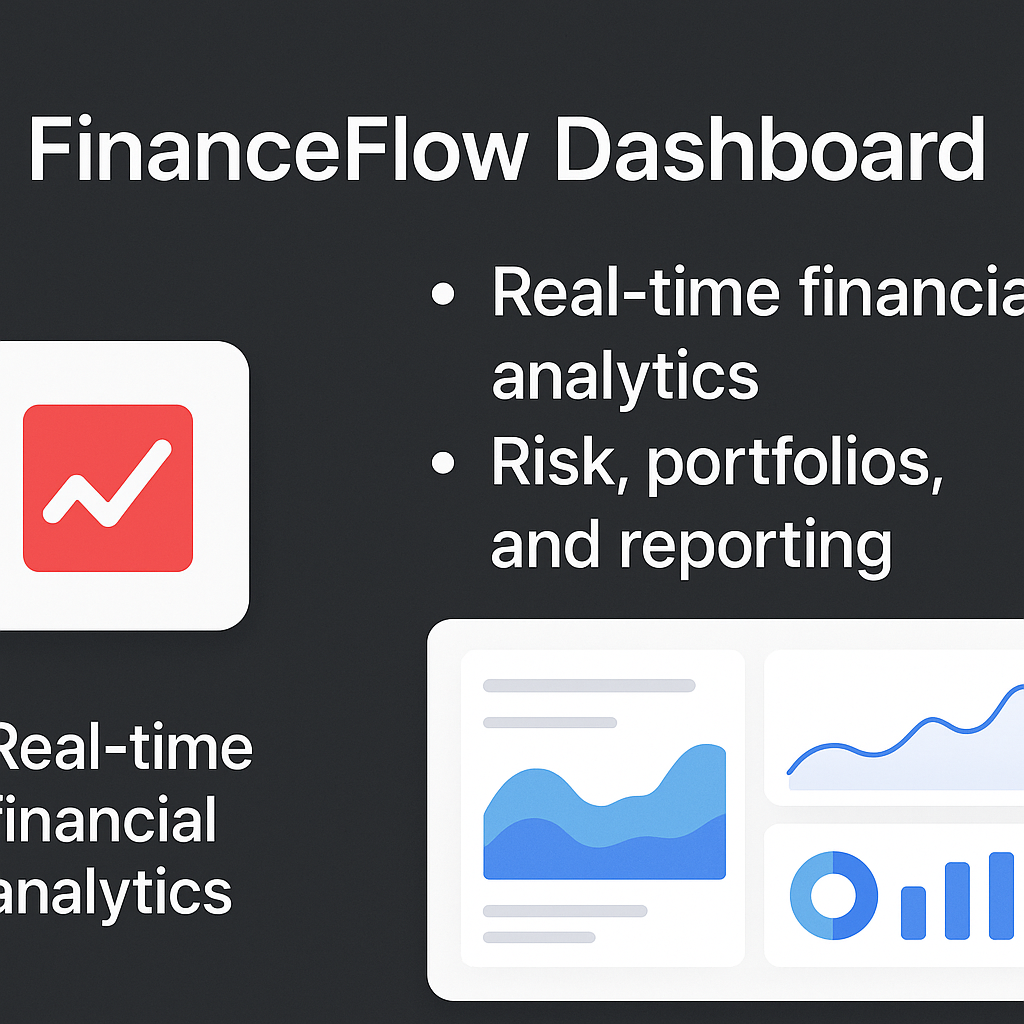 FinanceFlow Dashboard
• Real-time financia
analytics
• Risk, portfolios,
and reporting
Real-time
financial
analytics